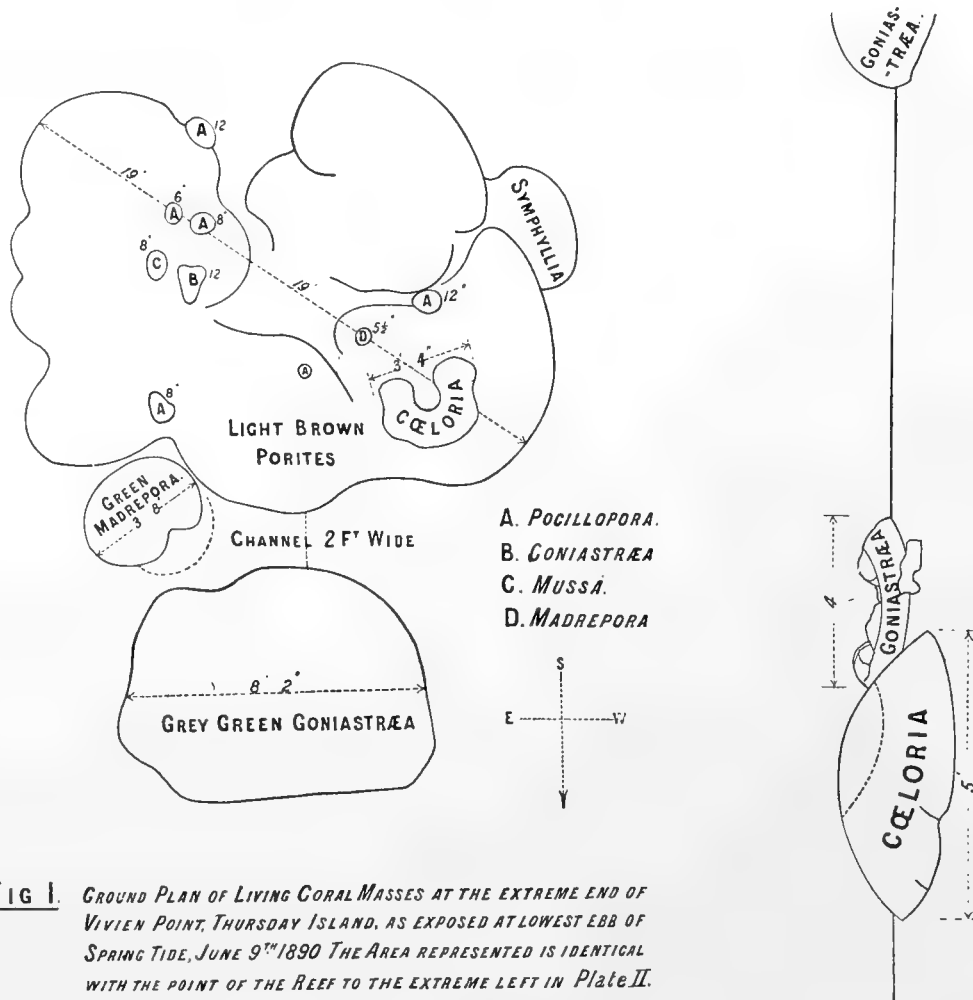 GONIAS-
-TRÆA.
A 12
19'
6"
A
A 8"
8"
C
B 12
SYMPHYLLIA
19'
A 12"
D 5½"
3' 4"
A
CŒLORIA
A 8"
LIGHT BROWN
PORITES
GREEN
MADREPORA.
3 8
CHANNEL 2 FT WIDE
A. POCILLOPORA.
B. GONIASTRÆA
C. MUSSA.
D. MADREPORA
8' 2"
GREY GREEN GONIASTRÆA
S
E W
4
GONIASTRÆA
CŒLORIA
5'
FIG 1. GROUND PLAN OF LIVING CORAL MASSES AT THE EXTREME END OF
VIVIEN POINT, THURSDAY ISLAND, AS EXPOSED AT LOWEST EBB OF
SPRING TIDE, JUNE 9TH 1890 THE AREA REPRESENTED IS IDENTICAL
WITH THE POINT OF THE REEF TO THE EXTREME LEFT IN Plate II.